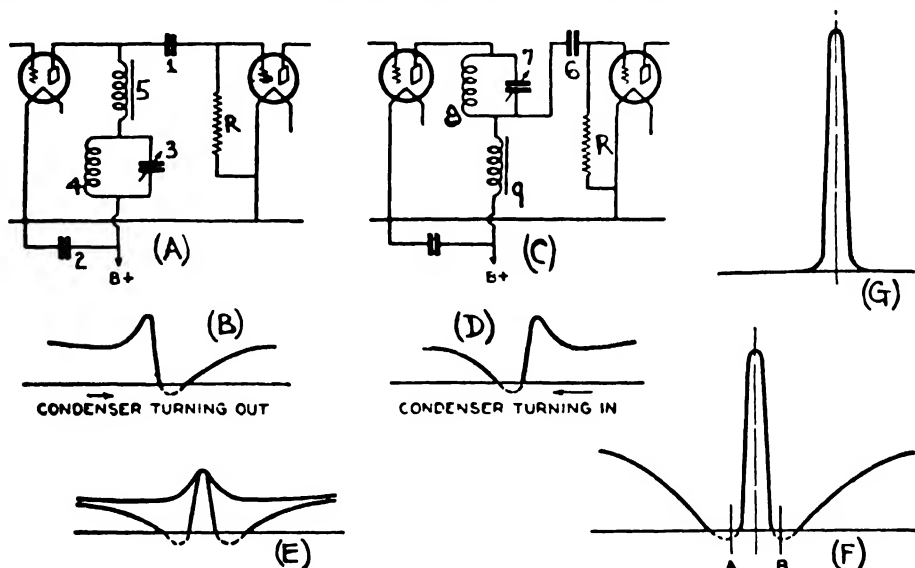 1
5
R
3
4
2
(A)
B+
7
6
8
R
9
(C)
B+
(G)
(B)
(D)
CONDENSER TURNING OUT
CONDENSER TURNING IN
(E)
A
B
(F)